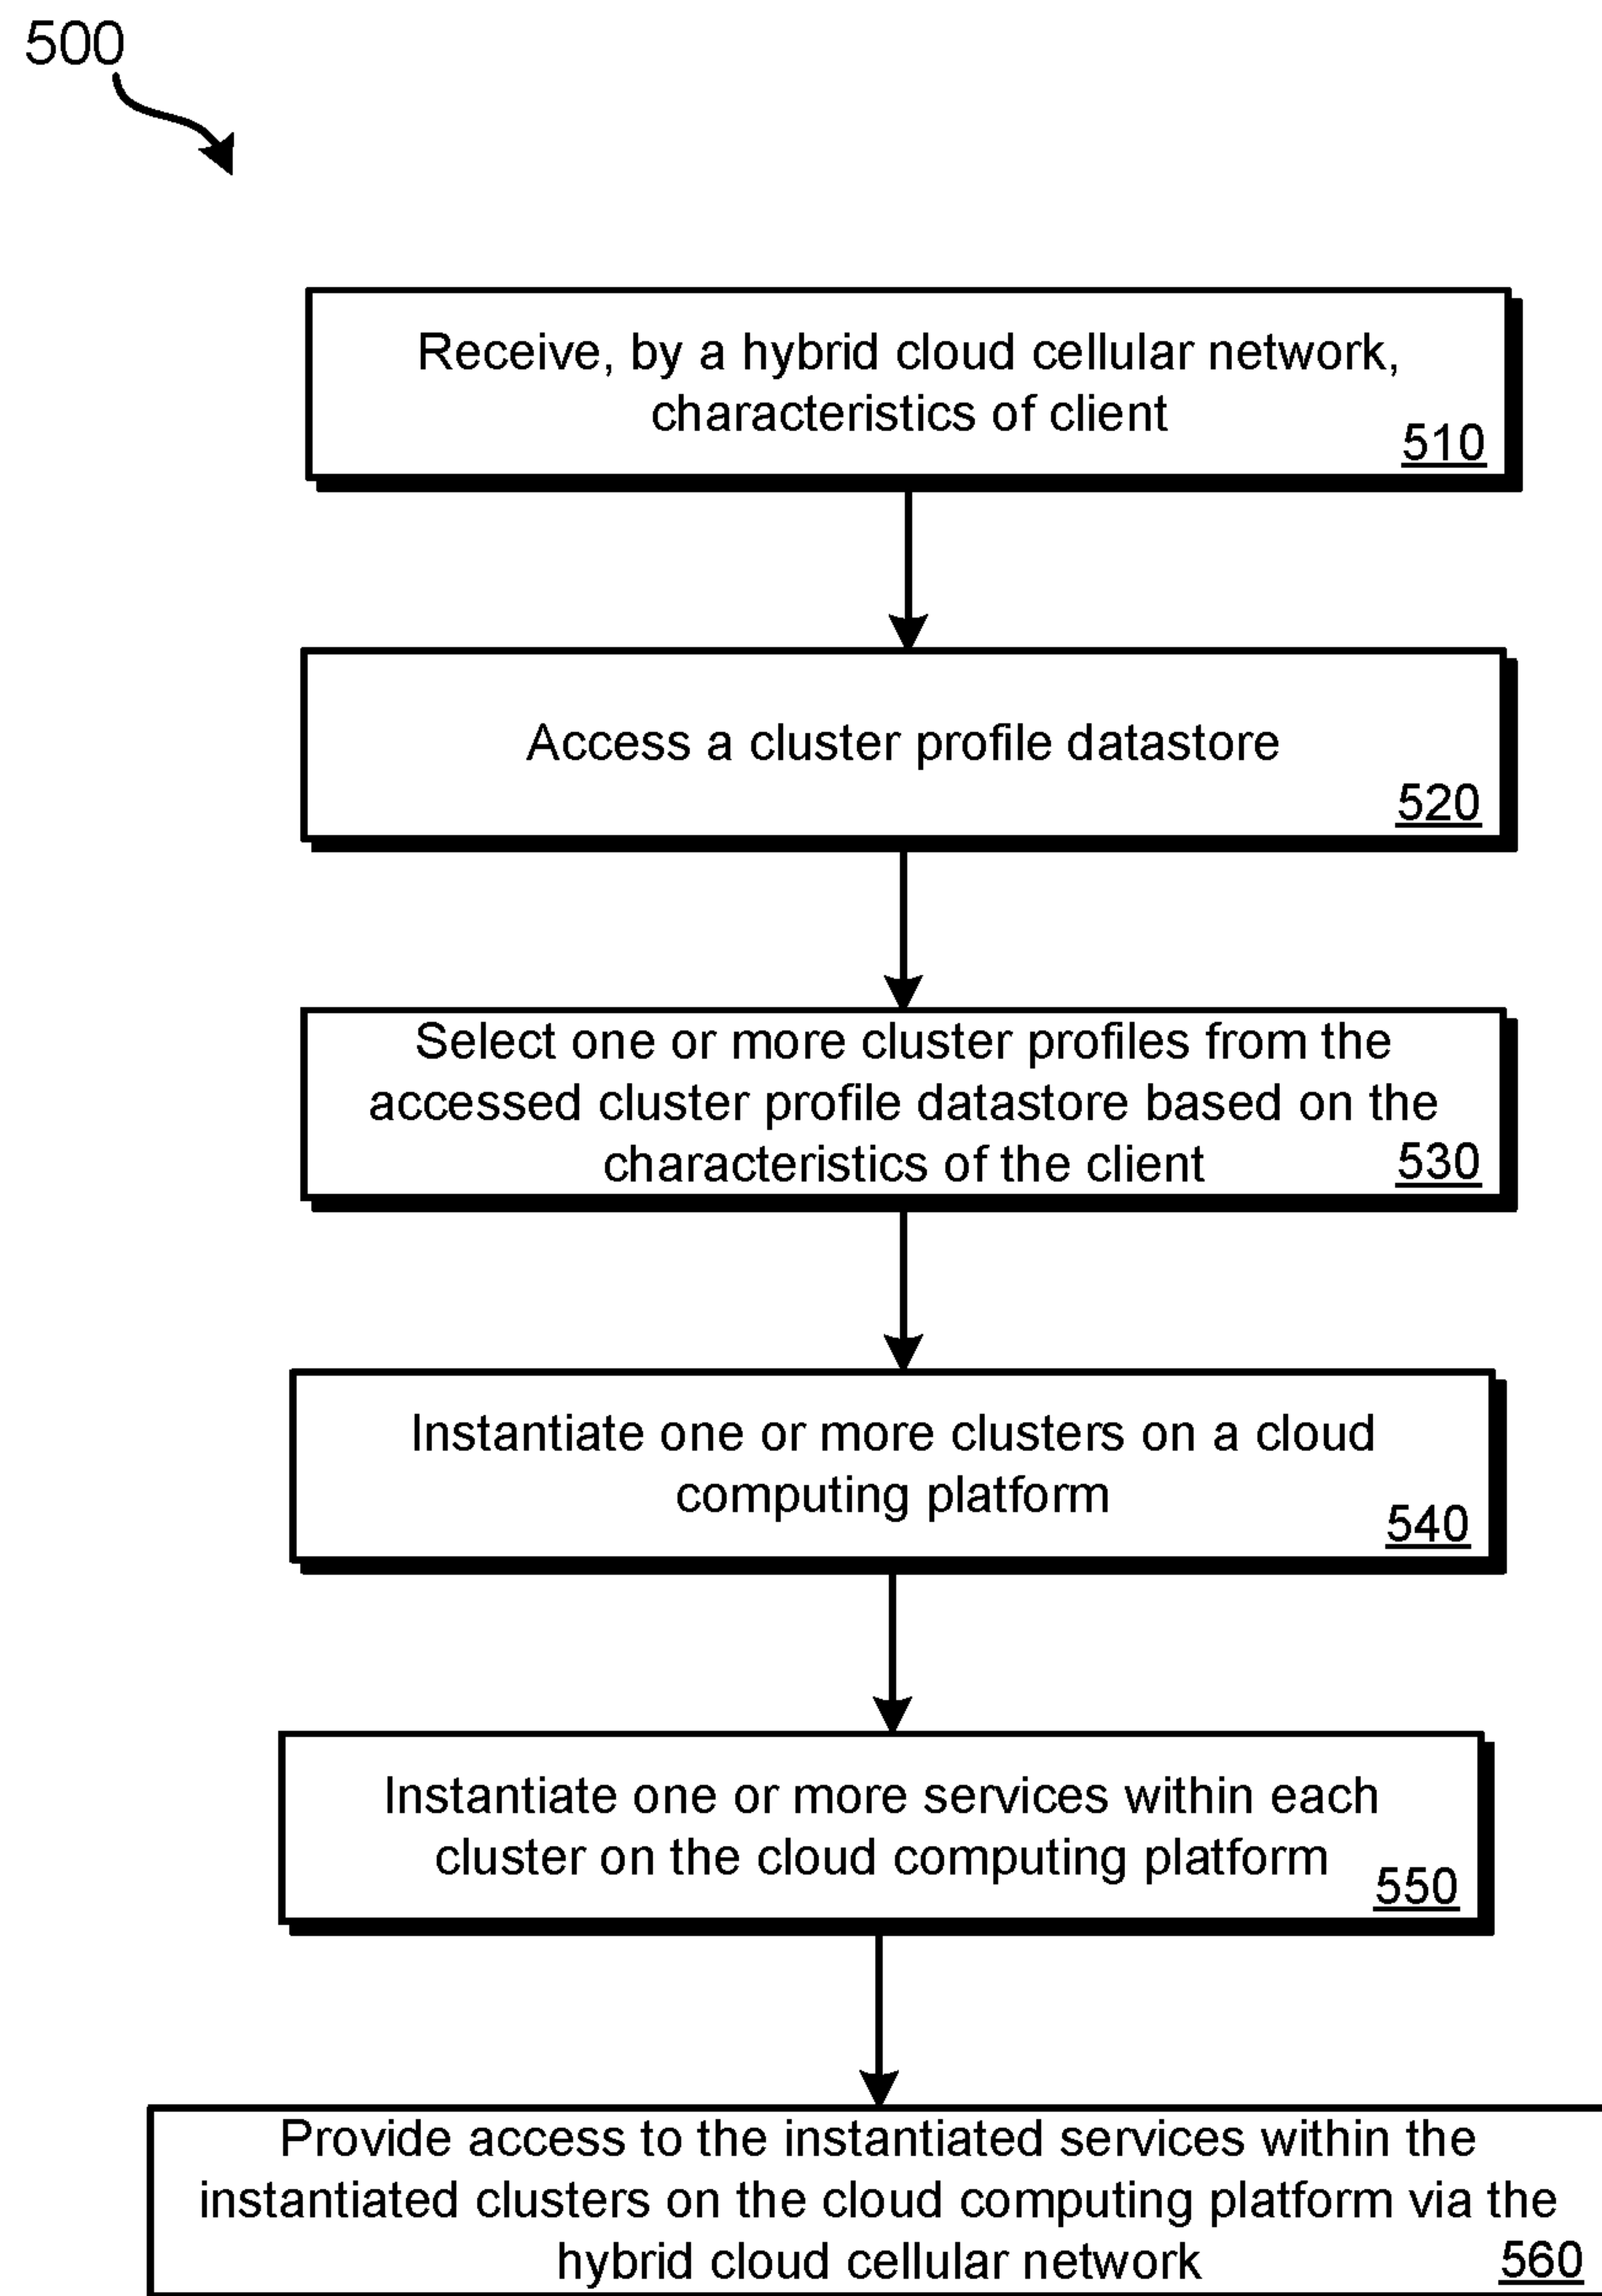 500
Receive, by a hybrid cloud cellular network,
characteristics of client
510
Access a cluster profile datastore
520
Select one or more cluster profiles from the
accessed cluster profile datastore based on the
characteristics of the client
530
Instantiate one or more clusters on a cloud
computing platform
540
Instantiate one or more services within each
cluster on the cloud computing platform
550
Provide access to the instantiated services within the
instantiated clusters on the cloud computing platform via the
hybrid cloud cellular network
560